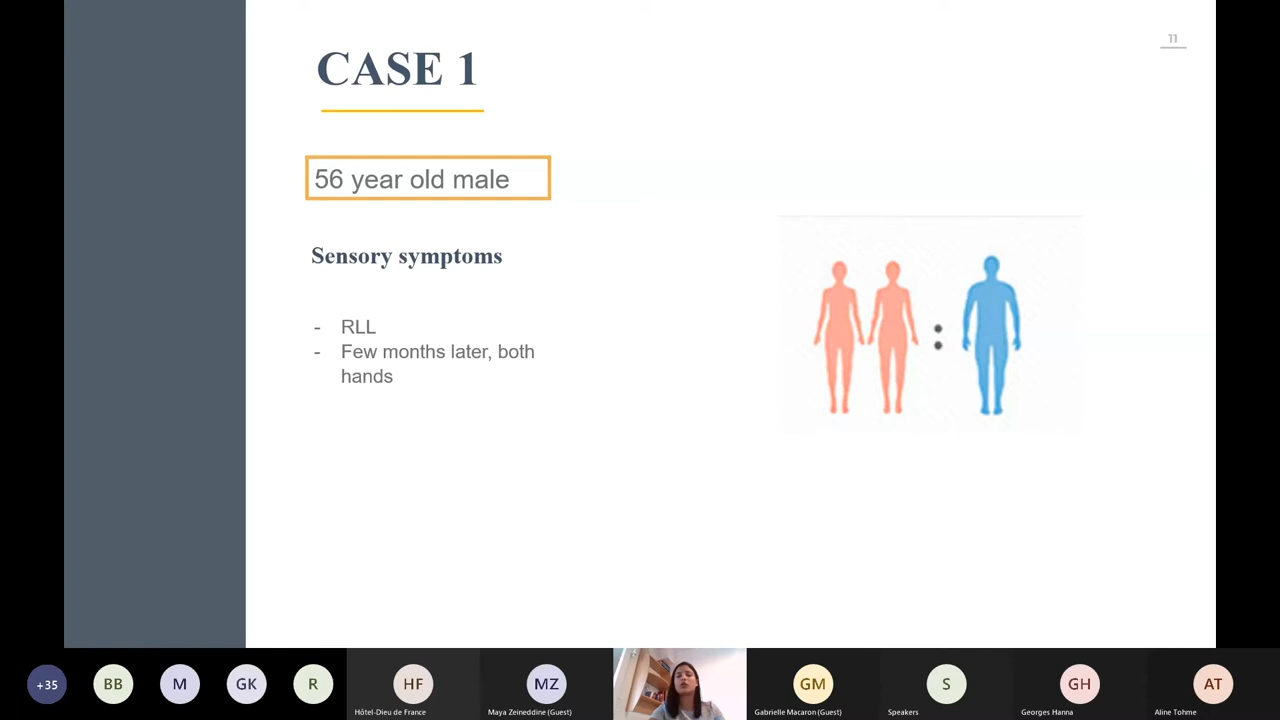 11
CASE 1
56 year old male
Sensory symptoms
- RLL
- Few months later, both
hands
:
+35
BB
M
GK
R
HF
Hôtel-Dieu de France
MZ
Maya Zeineddine (Guest)
GM
Gabrielle Macaron (Guest)
S
Speakers
GH
Georges Hanna
AT
Aline Tohme